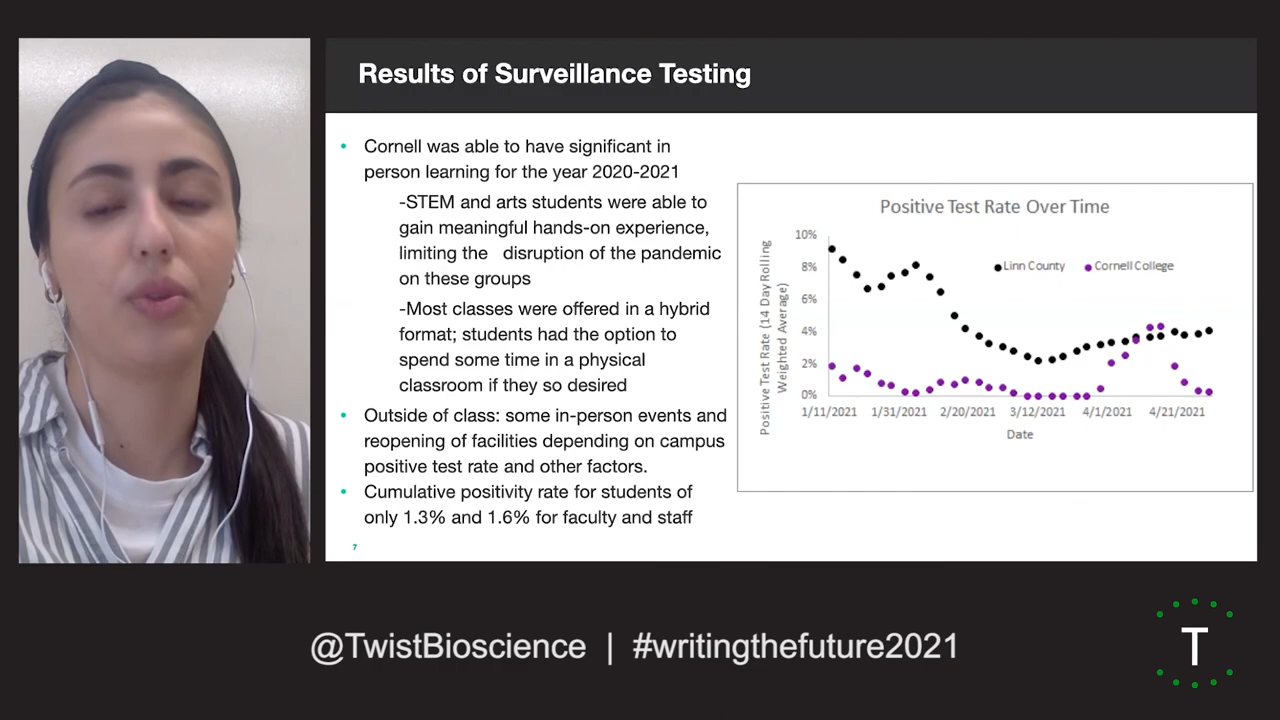 Results of Surveillance Testing
• Cornell was able to have significant in
person learning for the year 2020-2021
-STEM and arts students were able to
gain meaningful hands-on experience,
limiting the disruption of the pandemic
on these groups
-Most classes were offered in a hybrid
format; students had the option to
spend some time in a physical
classroom if they so desired
• Outside of class: some in-person events and
reopening of facilities depending on campus
positive test rate and other factors.
• Cumulative positivity rate for students of
only 1.3% and 1.6% for faculty and staff
7
Positive Test Rate Over Time
Positive Test Rate (14 Day Rolling
Weighted Average)
10%
8%
6%
4%
2%
0%
Linn County
Cornell College
1/11/2021 1/31/2021 2/20/2021 3/12/2021 4/1/2021 4/21/2021
Date
@TwistBioscience | #writingthefuture2021
T